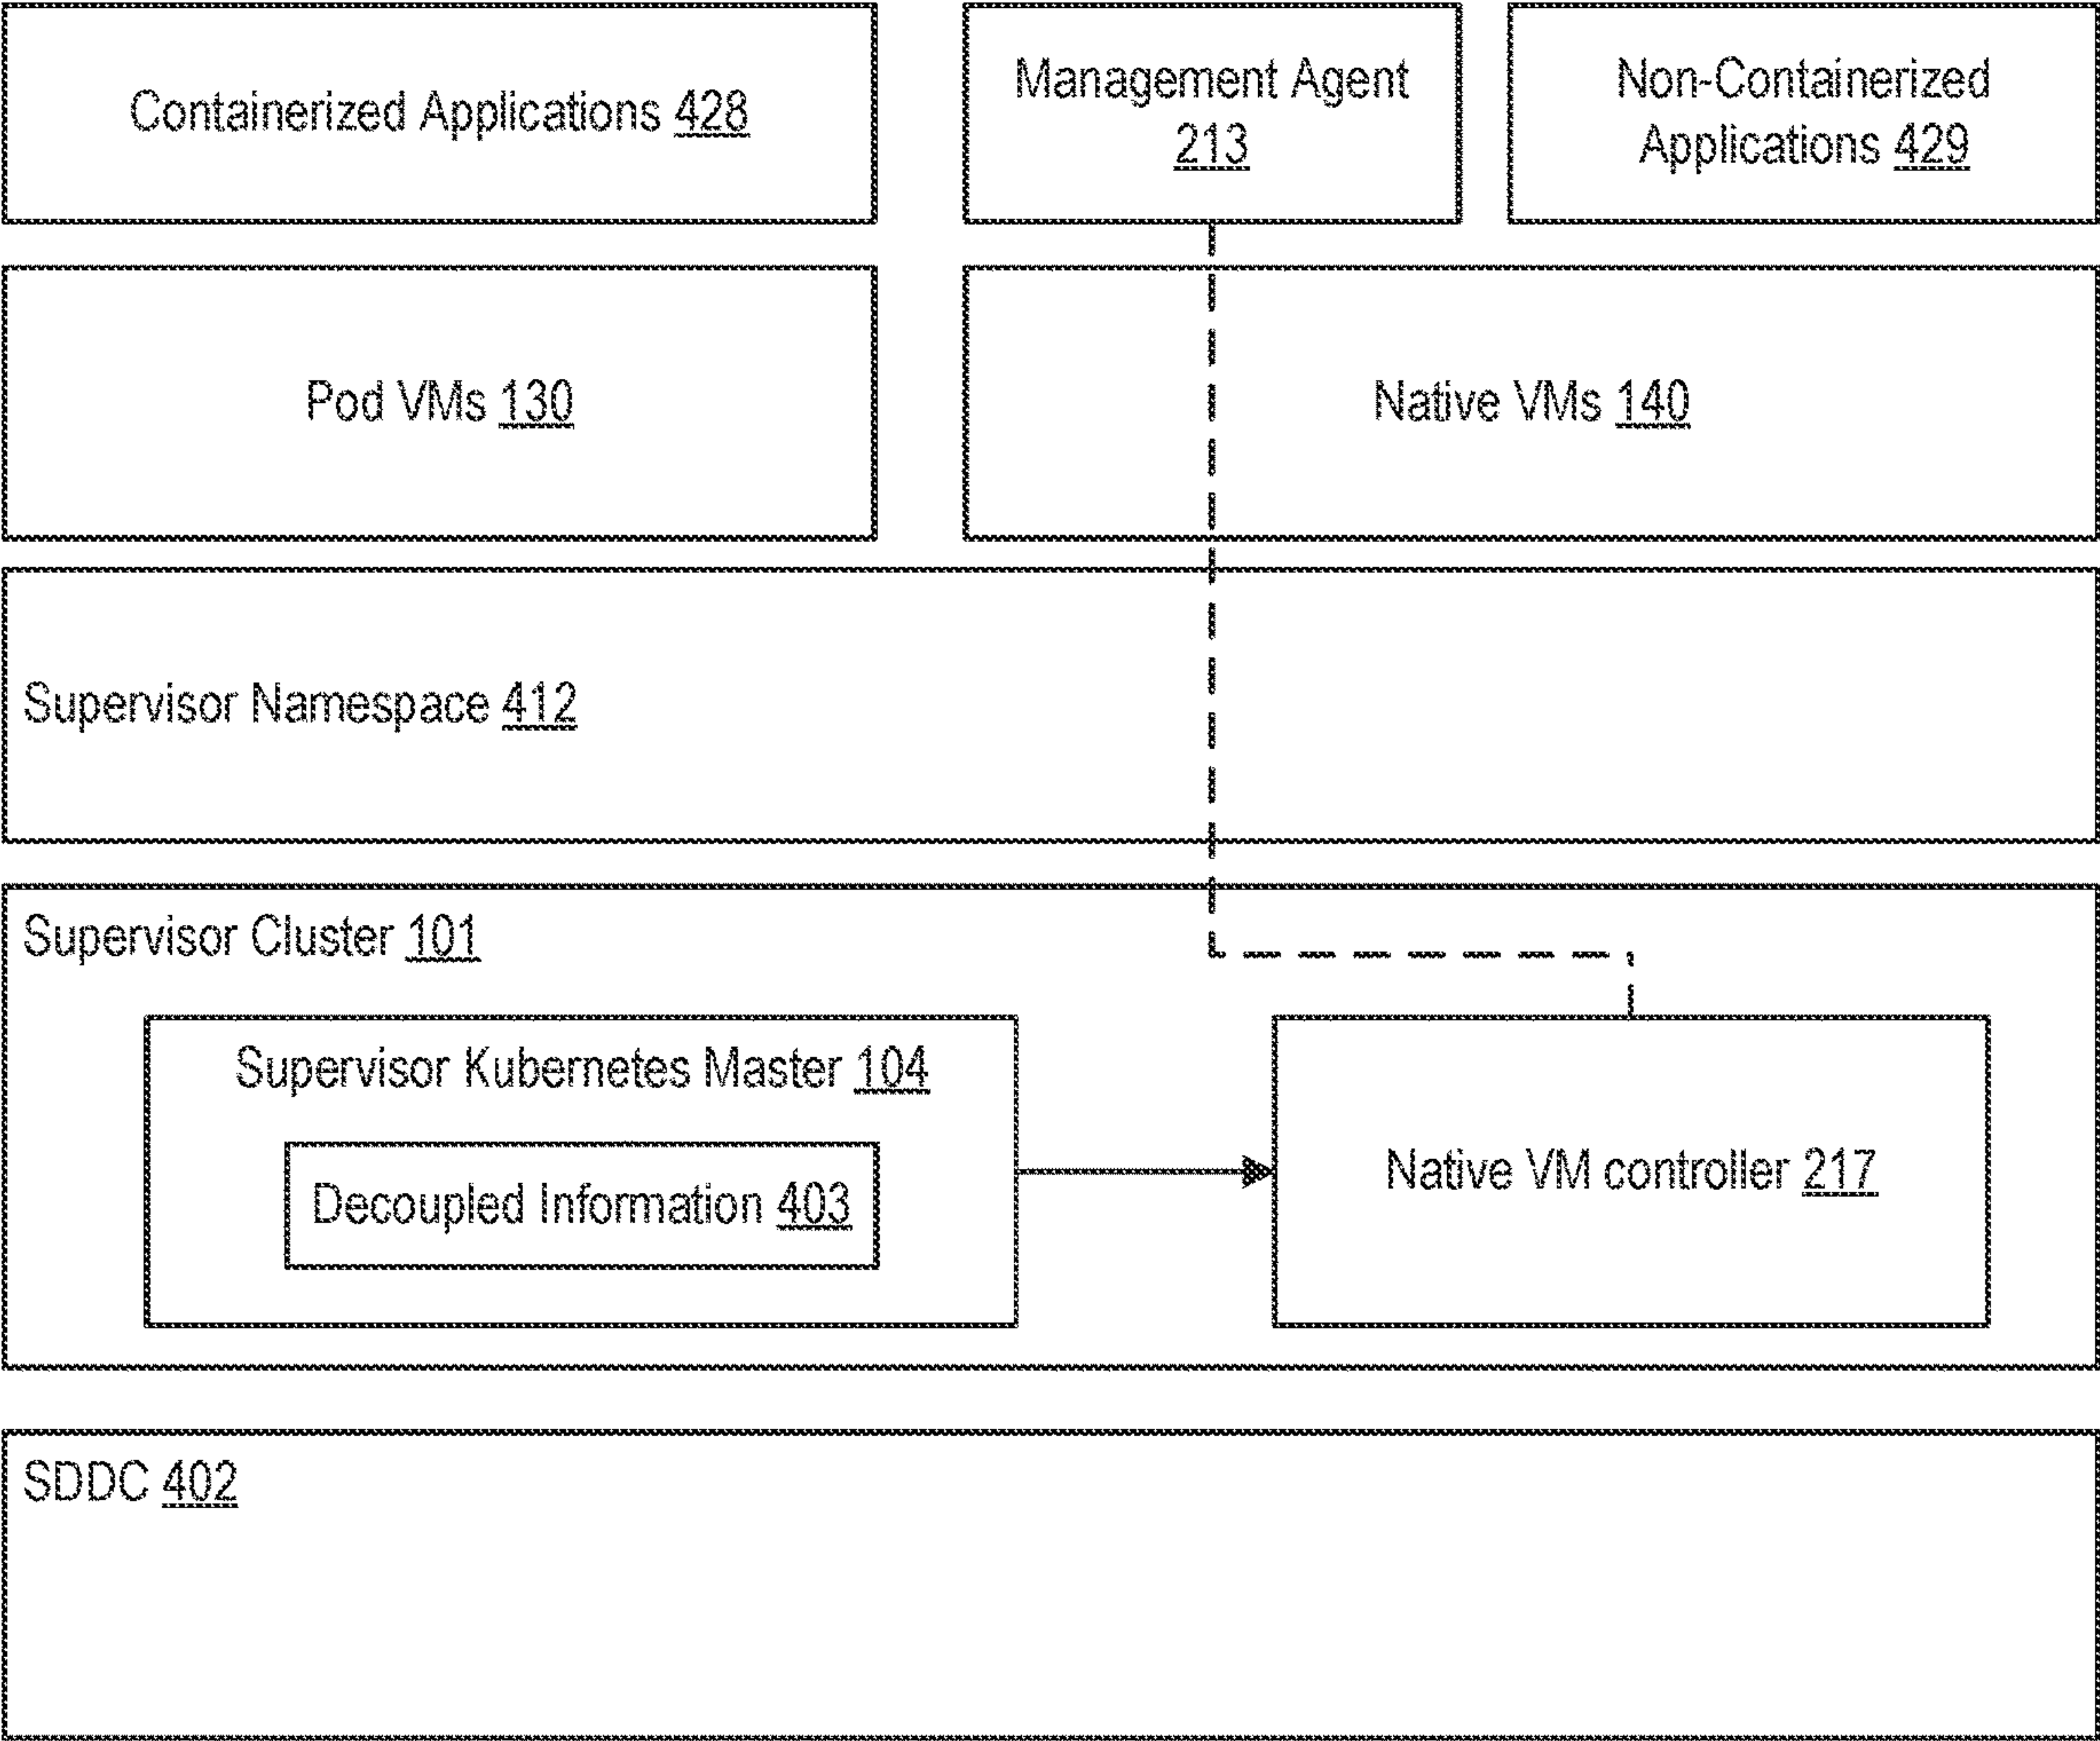 Containerized Applications 428
Management Agent
213
Non-Containerized
Applications 429
Pod VMs 130
Native VMs 140
Supervisor Namespace 412
Supervisor Cluster 101
Supervisor Kubernetes Master 104
Decoupled Information 403
Native VM controller 217
SDDC 402